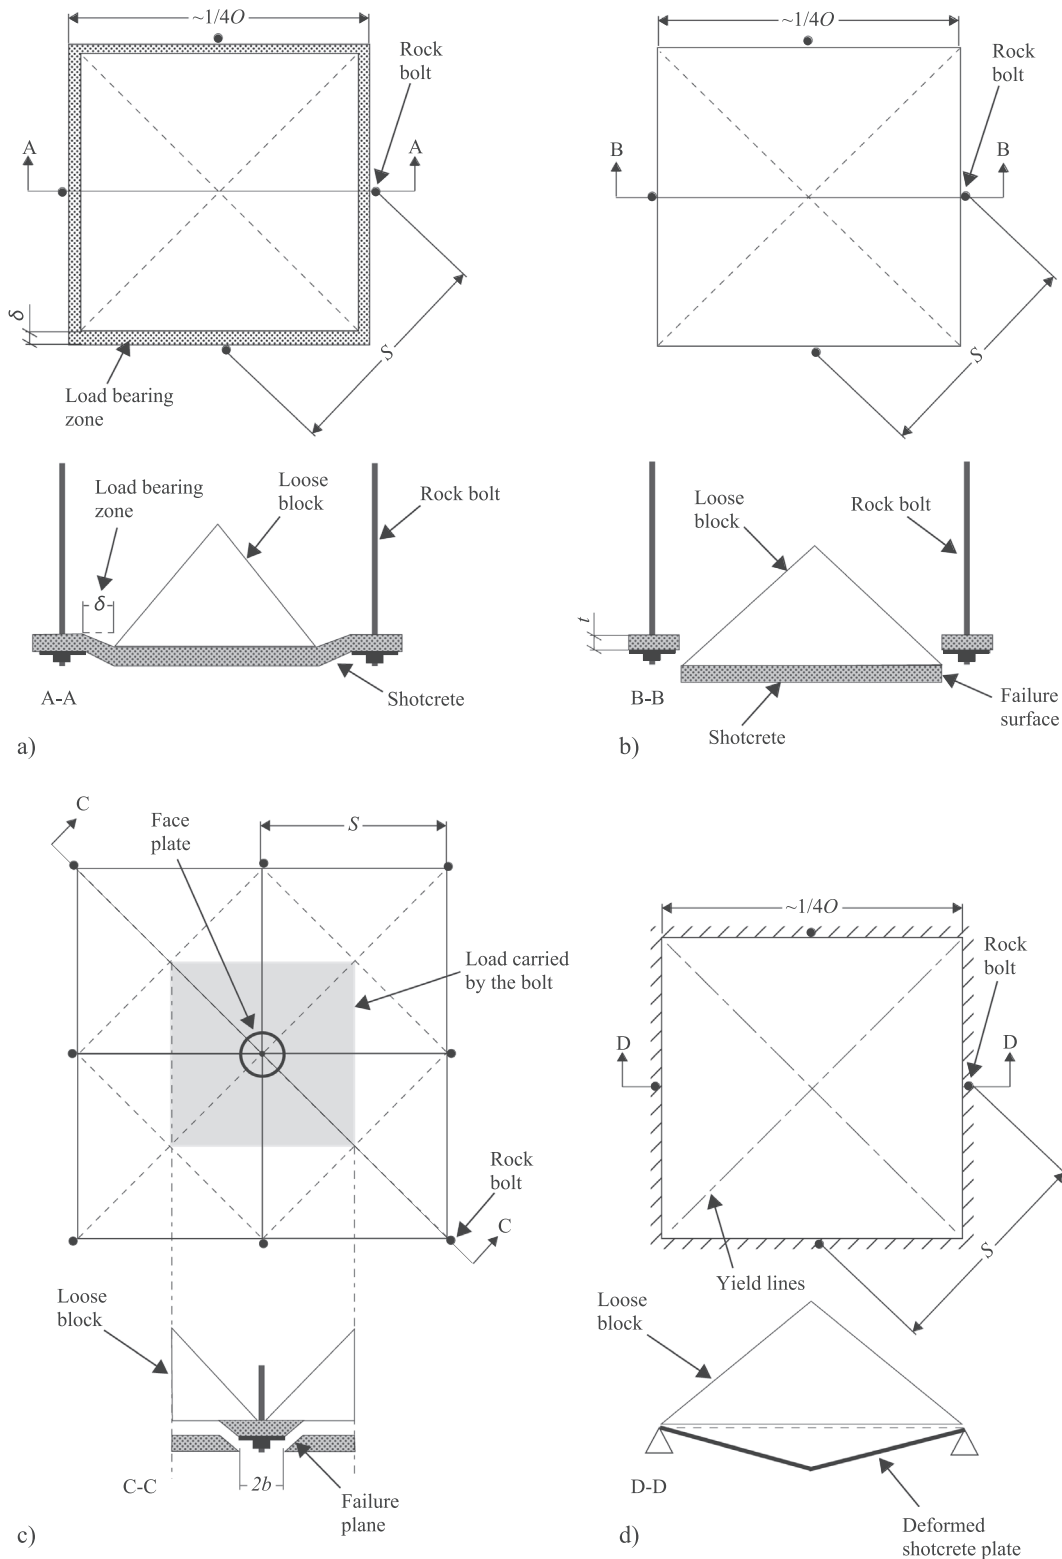 ~1/4O
Rock
bolt
A
A
δ
S
Load bearing
zone
Load bearing
zone
δ
Loose
block
Rock bolt
Shotcrete
A-A
a)
~1/4O
Rock
bolt
B
B
S
Loose
block
Rock bolt
t
B-B
Shotcrete
Failure
surface
b)
C
Face
plate
S
Load carried
by the bolt
Rock
bolt
C
Loose
block
C-C
2b
Failure
plane
c)
~1/4O
Rock
bolt
D
D
S
Yield lines
Loose
block
D-D
Deformed
shotcrete plate
d)